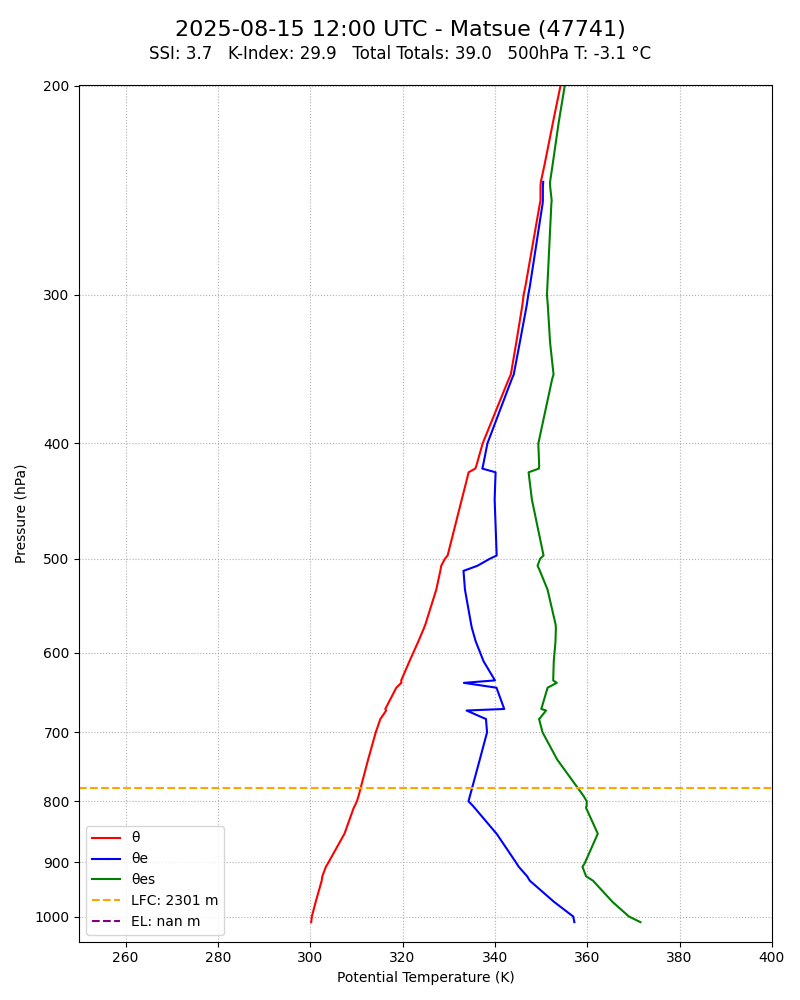 2025-08-15 12:00 UTC - Matsue (47741)
SSI: 3.7 K-Index: 29.9 Total Totals: 39.0 500hPa T: -3.1 °C
200
300
400
500
600
700
800
900
1000
Pressure (hPa)
θ
θe
θes
LFC: 2301 m
EL: nan m
260 280 300 320 340 360 380 400
Potential Temperature (K)